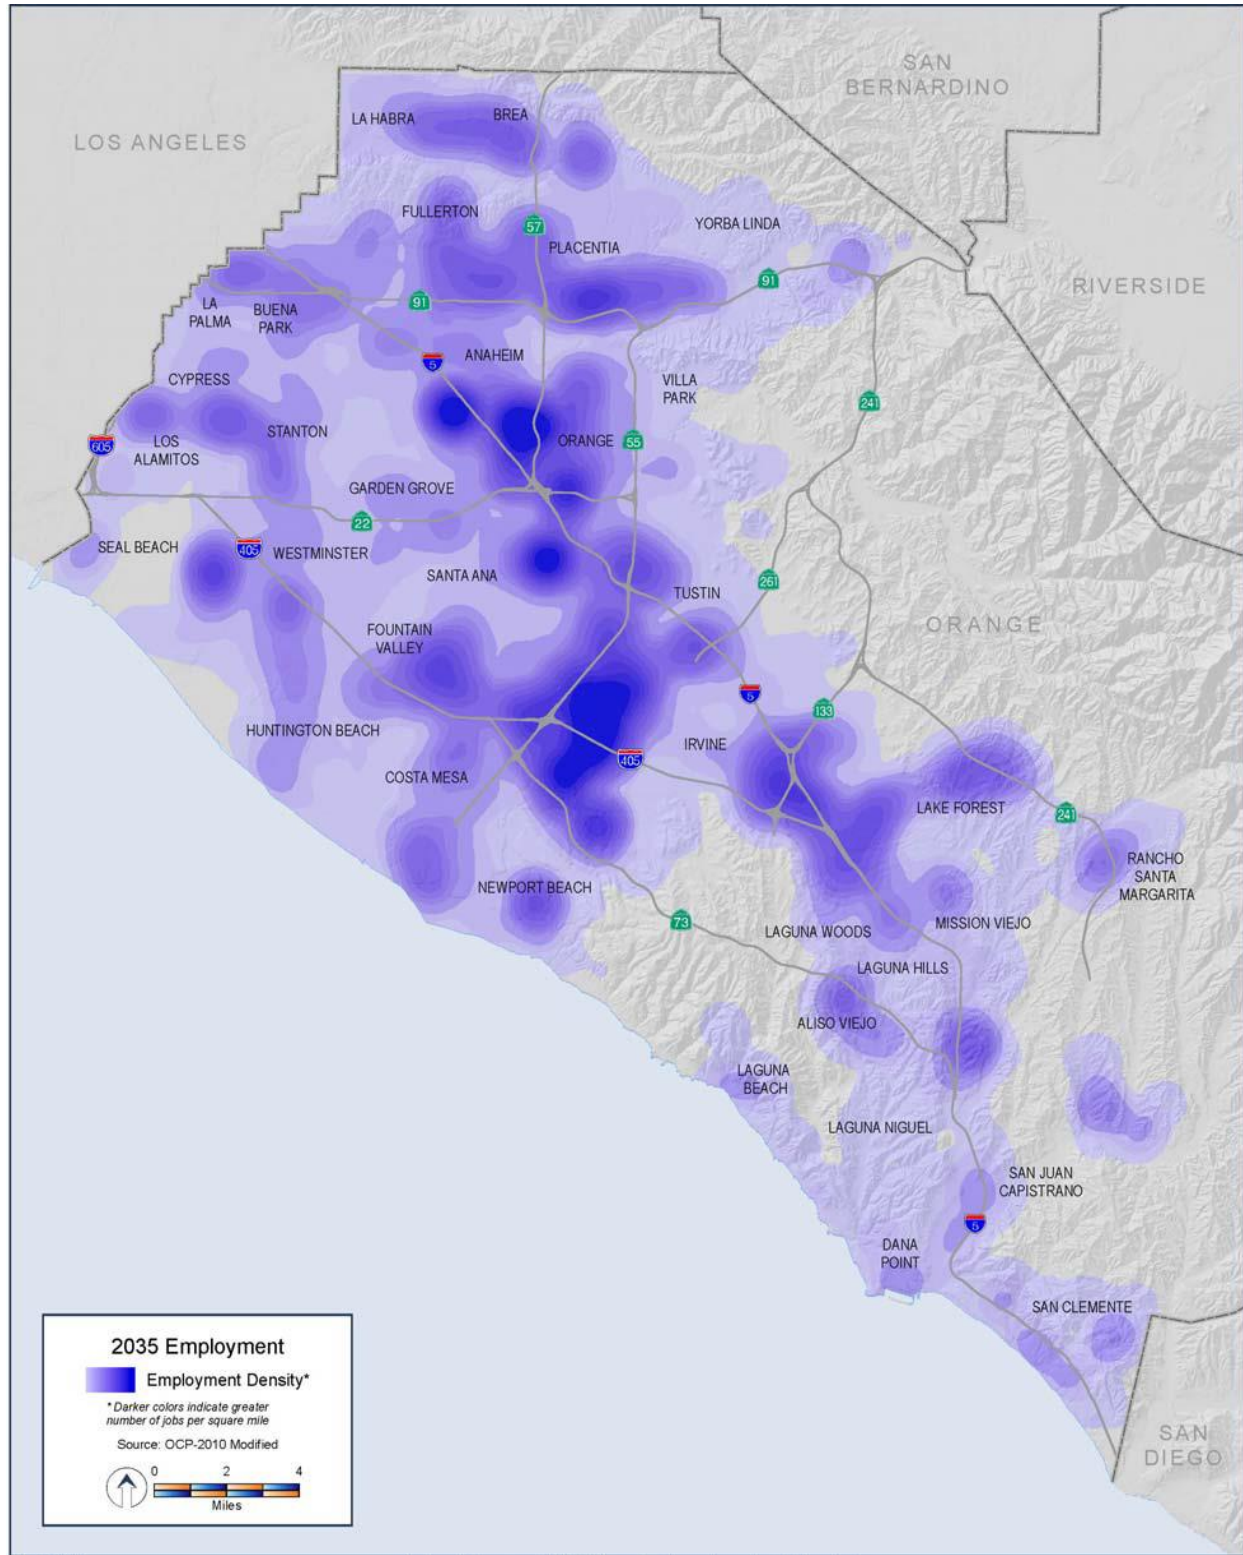 SAN
BERNARDINO
LOS ANGELES
LA HABRA
BREA
FULLERTON
57
PLACENTIA
YORBA LINDA
91
RIVERSIDE
LA
PALMA
BUENA
PARK
91
5
ANAHEIM
CYPRESS
VILLA
PARK
241
STANTON
605
LOS
ALAMITOS
ORANGE
55
GARDEN GROVE
22
SEAL BEACH
405
WESTMINSTER
SANTA ANA
TUSTIN
261
ORANGE
FOUNTAIN
VALLEY
5
133
HUNTINGTON BEACH
IRVINE
405
COSTA MESA
LAKE FOREST
241
RANCHO
SANTA
MARGARITA
NEWPORT BEACH
73
LAGUNA WOODS
MISSION VIEJO
LAGUNA HILLS
ALISO VIEJO
LAGUNA
BEACH
LAGUNA NIGUEL
SAN JUAN
CAPISTRANO
5
DANA
POINT
SAN CLEMENTE
SAN
DIEGO
2035 Employment
Employment Density*
* Darker colors indicate greater
number of jobs per square mile
Source: OCP-2010 Modified
0 2 4
Miles